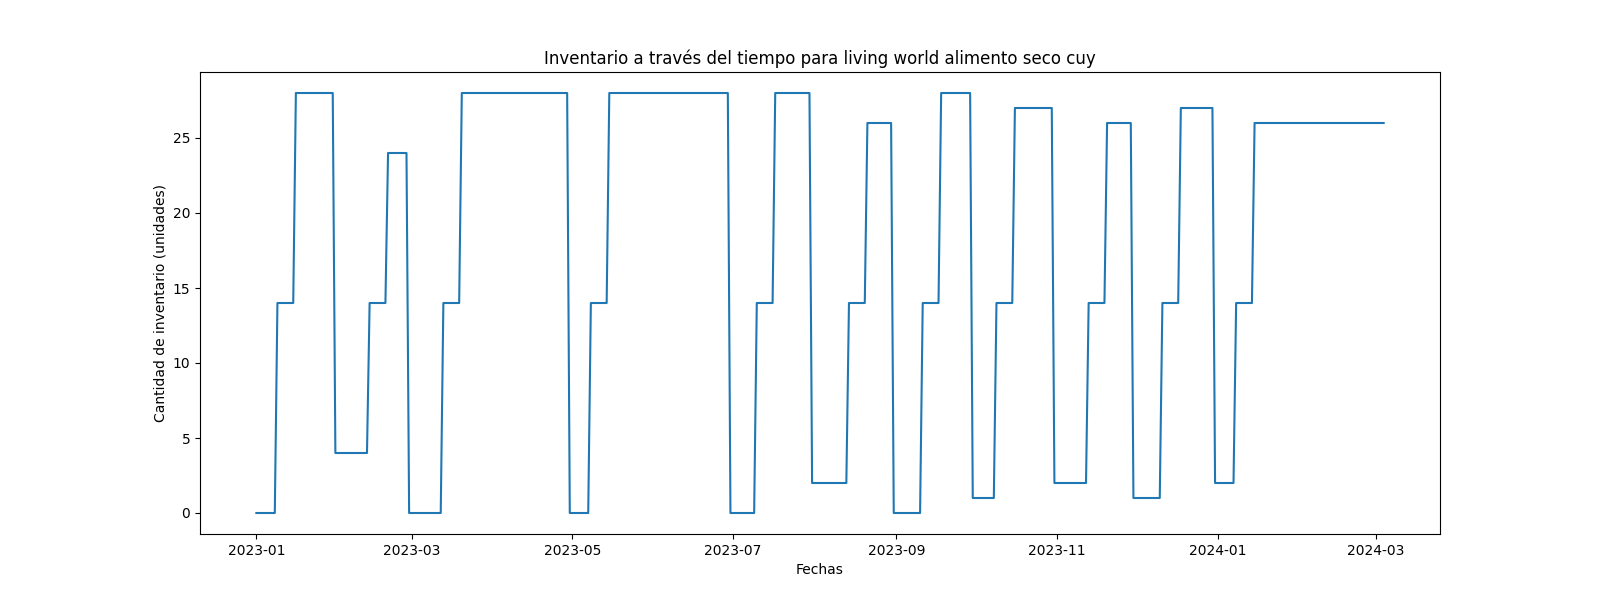 Inventario a través del tiempo para living world alimento seco cuy
Cantidad de inventario (unidades)
25
20
15
10
5
0
2023-01 2023-03 2023-05 2023-07 2023-09 2023-11 2024-01 2024-03
Fechas